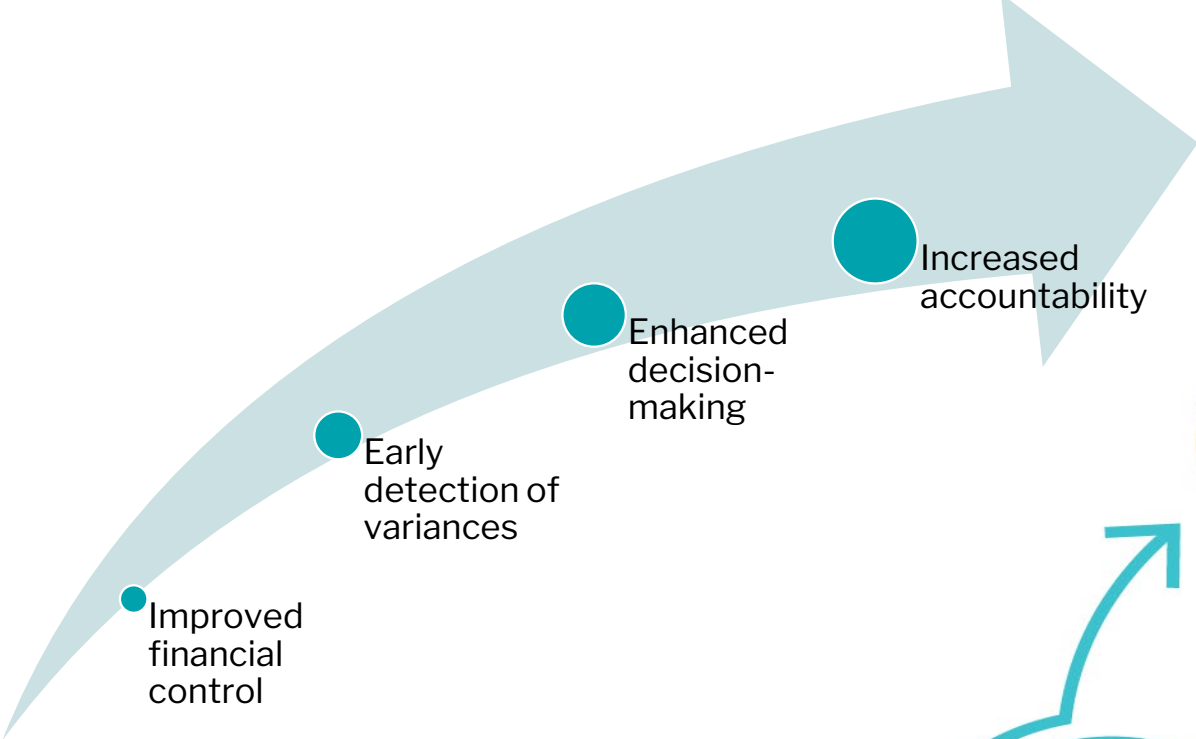 Increased
accountability
Enhanced
decision-
making
Early
detection of
variances
Improved
financial
control